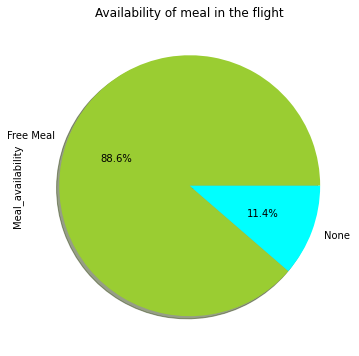 Availability of meal in the flight
Free Meal
88.6%
Meal_availability
11.4%
None